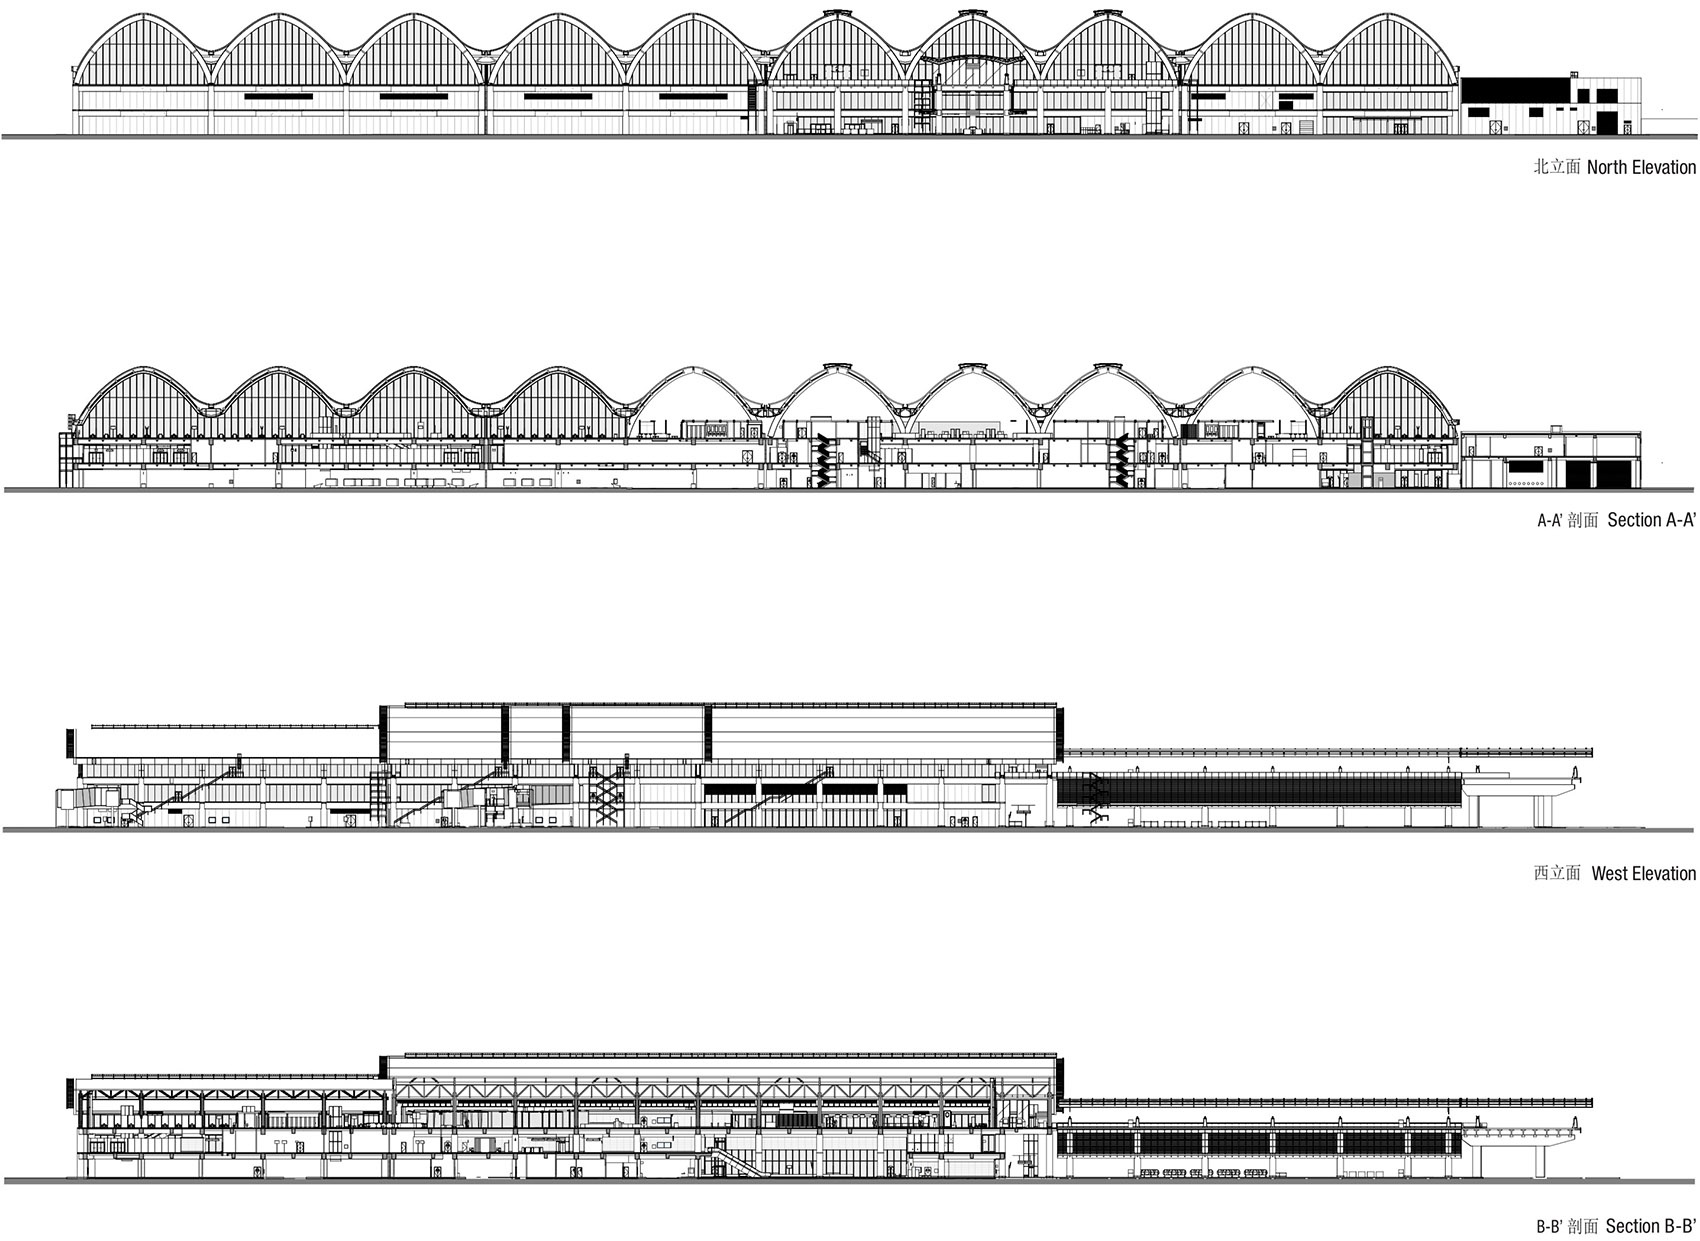 北立面 North Elevation
A-A' 剖面 Section A-A'
西立面 West Elevation
B-B' 剖面 Section B-B'